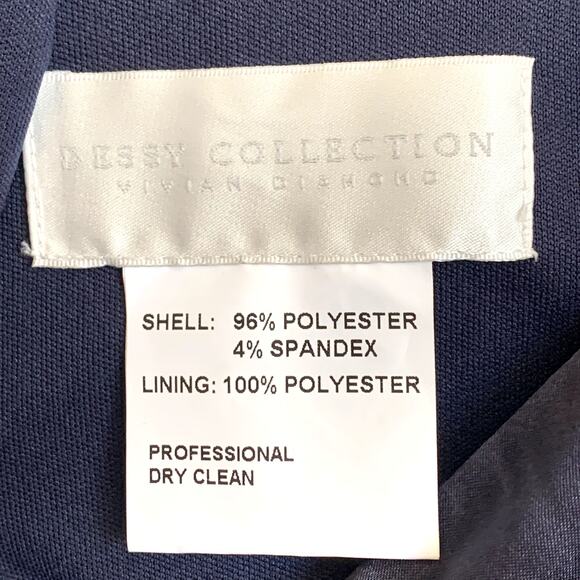 DESSY COLLECTION
VIVIAN DIAMOND
SHELL: 96% POLYESTER
4% SPANDEX
LINING: 100% POLYESTER
PROFESSIONAL
DRY CLEAN